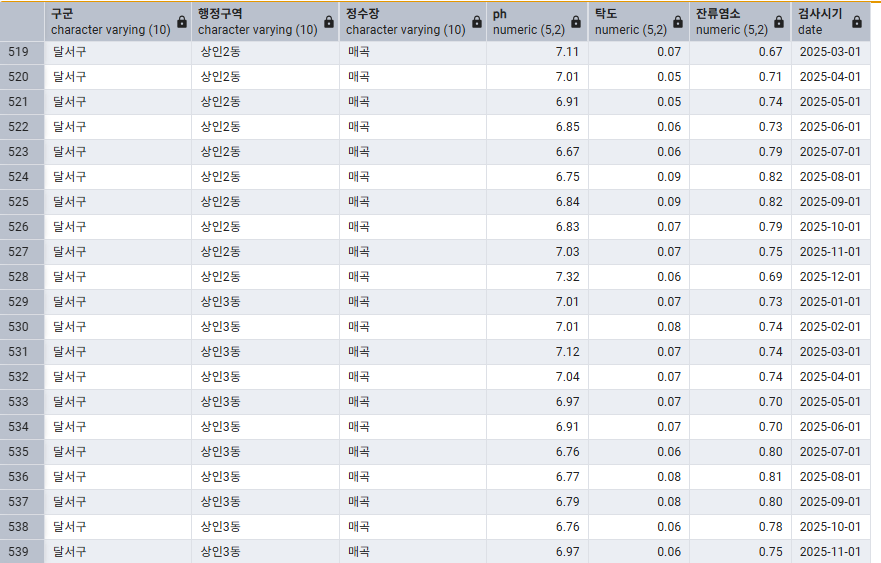 구군 행정구역 정수장 ph 탁도 잔류염소 검사시기
character varying (10) character varying (10) character varying (10) numeric (5,2) numeric (5,2) numeric (5,2) date
519 달서구 상인2동 매곡 7.11 0.07 0.67 2025-03-01
520 달서구 상인2동 매곡 7.01 0.05 0.71 2025-04-01
521 달서구 상인2동 매곡 6.91 0.05 0.74 2025-05-01
522 달서구 상인2동 매곡 6.85 0.06 0.73 2025-06-01
523 달서구 상인2동 매곡 6.67 0.06 0.79 2025-07-01
524 달서구 상인2동 매곡 6.75 0.09 0.82 2025-08-01
525 달서구 상인2동 매곡 6.84 0.09 0.82 2025-09-01
526 달서구 상인2동 매곡 6.83 0.07 0.79 2025-10-01
527 달서구 상인2동 매곡 7.03 0.07 0.75 2025-11-01
528 달서구 상인2동 매곡 7.32 0.06 0.69 2025-12-01
529 달서구 상인3동 매곡 7.01 0.07 0.73 2025-01-01
530 달서구 상인3동 매곡 7.01 0.08 0.74 2025-02-01
531 달서구 상인3동 매곡 7.12 0.07 0.74 2025-03-01
532 달서구 상인3동 매곡 7.04 0.07 0.74 2025-04-01
533 달서구 상인3동 매곡 6.97 0.07 0.70 2025-05-01
534 달서구 상인3동 매곡 6.91 0.07 0.70 2025-06-01
535 달서구 상인3동 매곡 6.76 0.06 0.80 2025-07-01
536 달서구 상인3동 매곡 6.77 0.08 0.81 2025-08-01
537 달서구 상인3동 매곡 6.79 0.08 0.80 2025-09-01
538 달서구 상인3동 매곡 6.76 0.06 0.78 2025-10-01
539 달서구 상인3동 매곡 6.97 0.06 0.75 2025-11-01